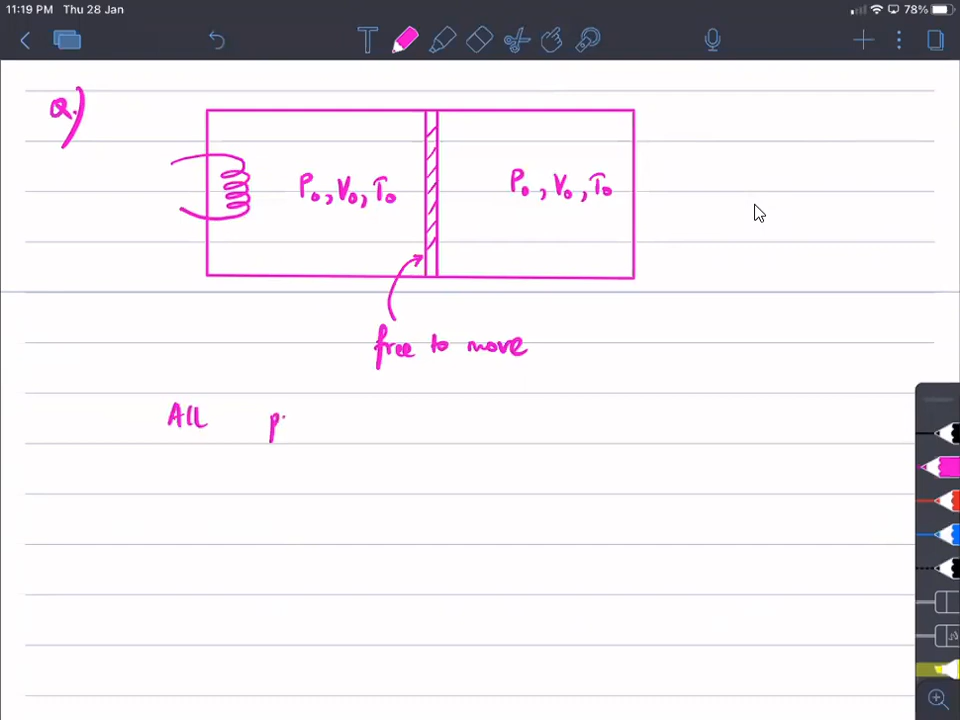 11:19 PM Thu 28 Jan
78%
T
Q.)
P₀, V₀, T₀
P₀, V₀, T₀
free to move
All p